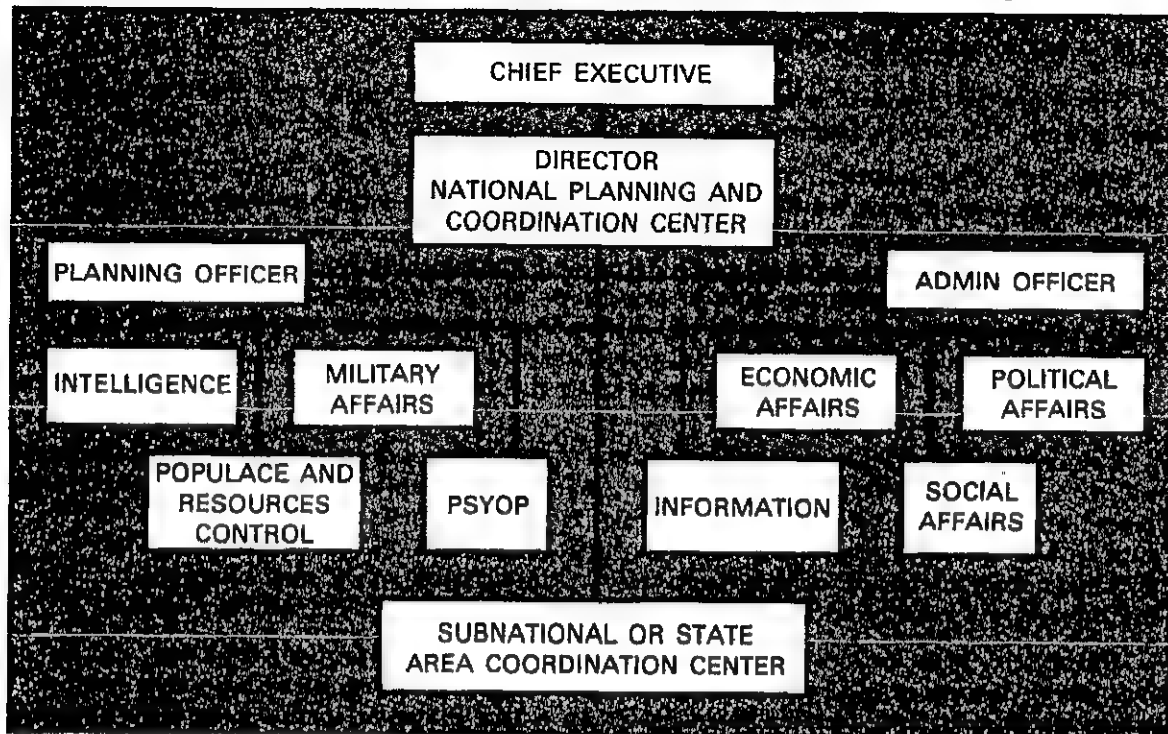 CHIEF EXECUTIVE
DIRECTOR
NATIONAL PLANNING AND
COORDINATION CENTER
PLANNING OFFICER
ADMIN OFFICER
INTELLIGENCE
MILITARY
AFFAIRS
ECONOMIC
AFFAIRS
POLITICAL
AFFAIRS
POPULACE AND
RESOURCES
CONTROL
PSYOP
INFORMATION
SOCIAL
AFFAIRS
SUBNATIONAL OR STATE
AREA COORDINATION CENTER